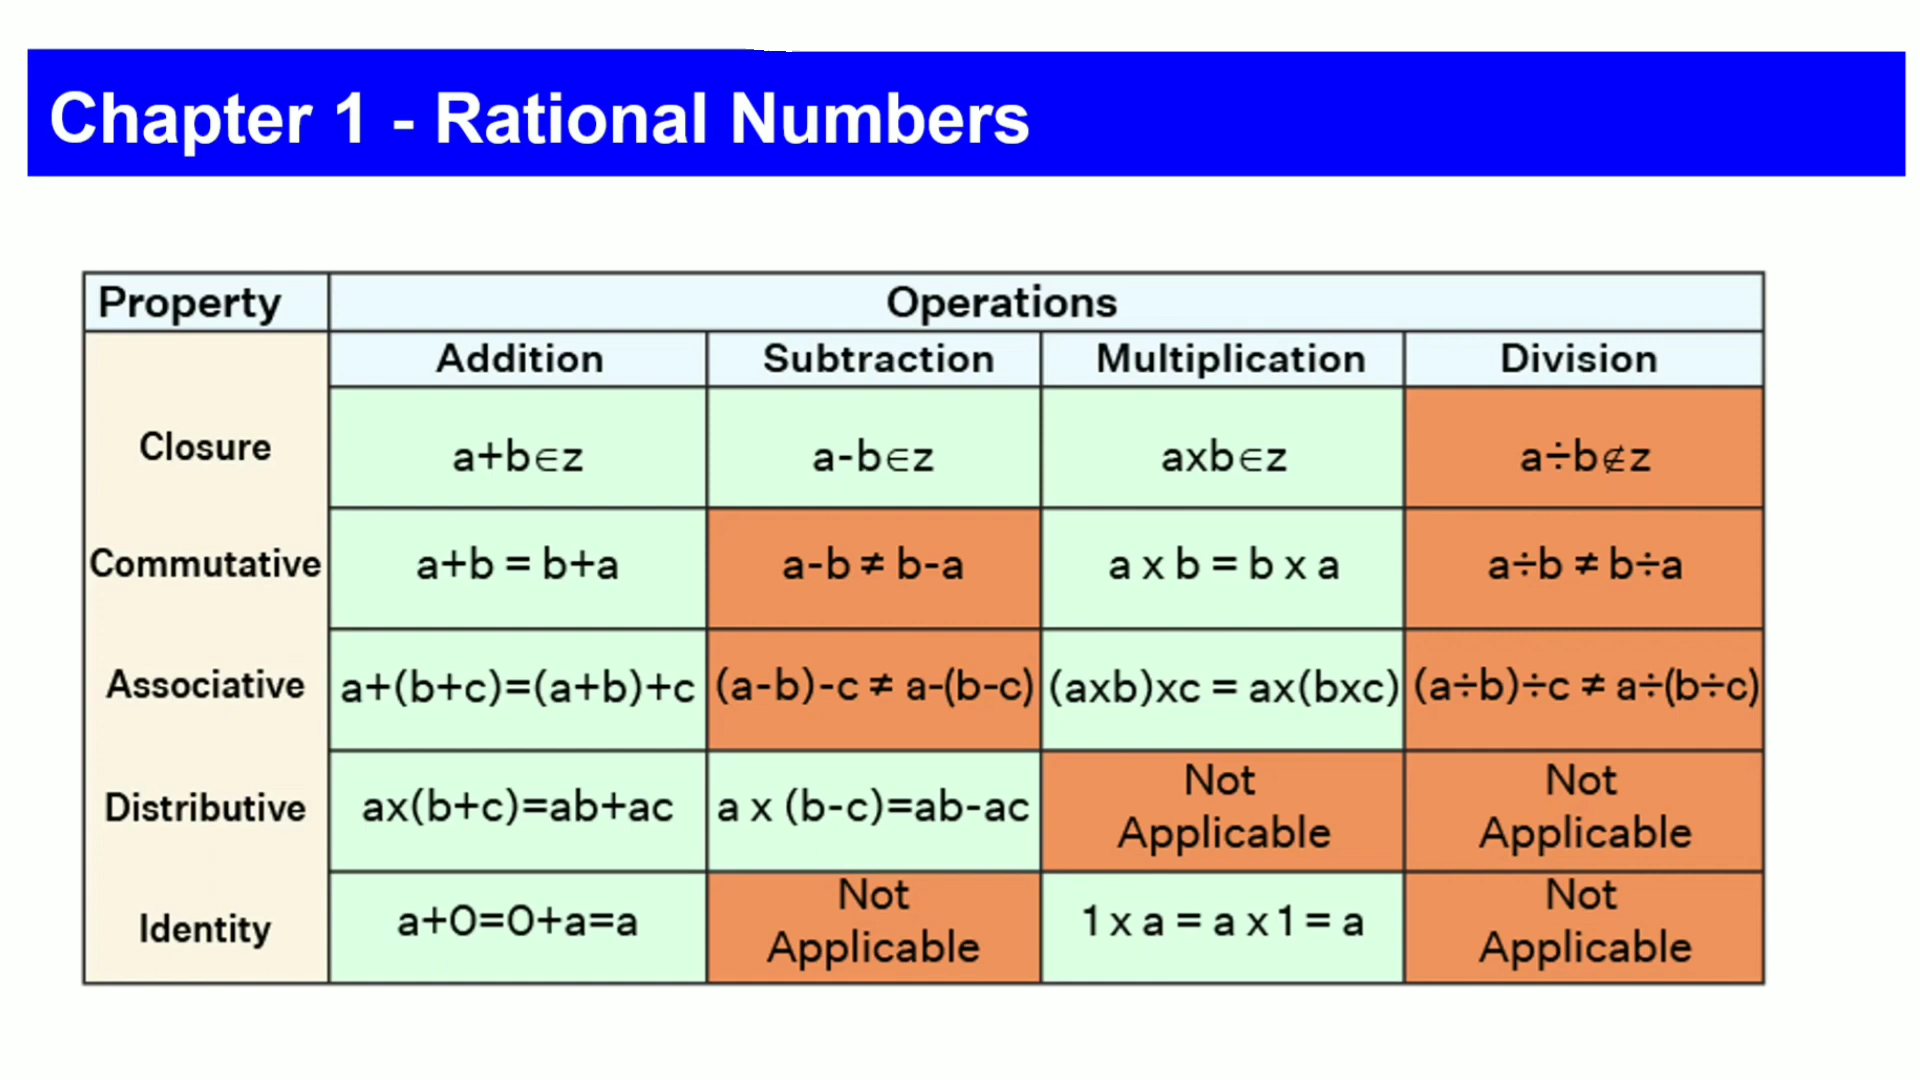 Chapter 1 - Rational Numbers
Property Operations
Addition Subtraction Multiplication Division
Closure a+b∈z a-b∈z axb∈z a÷b∉z
Commutative a+b = b+a a-b ≠ b-a a x b = b x a a÷b ≠ b÷a
Associative a+(b+c)=(a+b)+c (a-b)-c ≠ a-(b-c) (axb)xc = ax(bxc) (a÷b)÷c ≠ a÷(b÷c)
Distributive ax(b+c)=ab+ac a x (b-c)=ab-ac Not Applicable Not Applicable
Identity a+0=0+a=a Not Applicable 1 x a = a x 1 = a Not Applicable